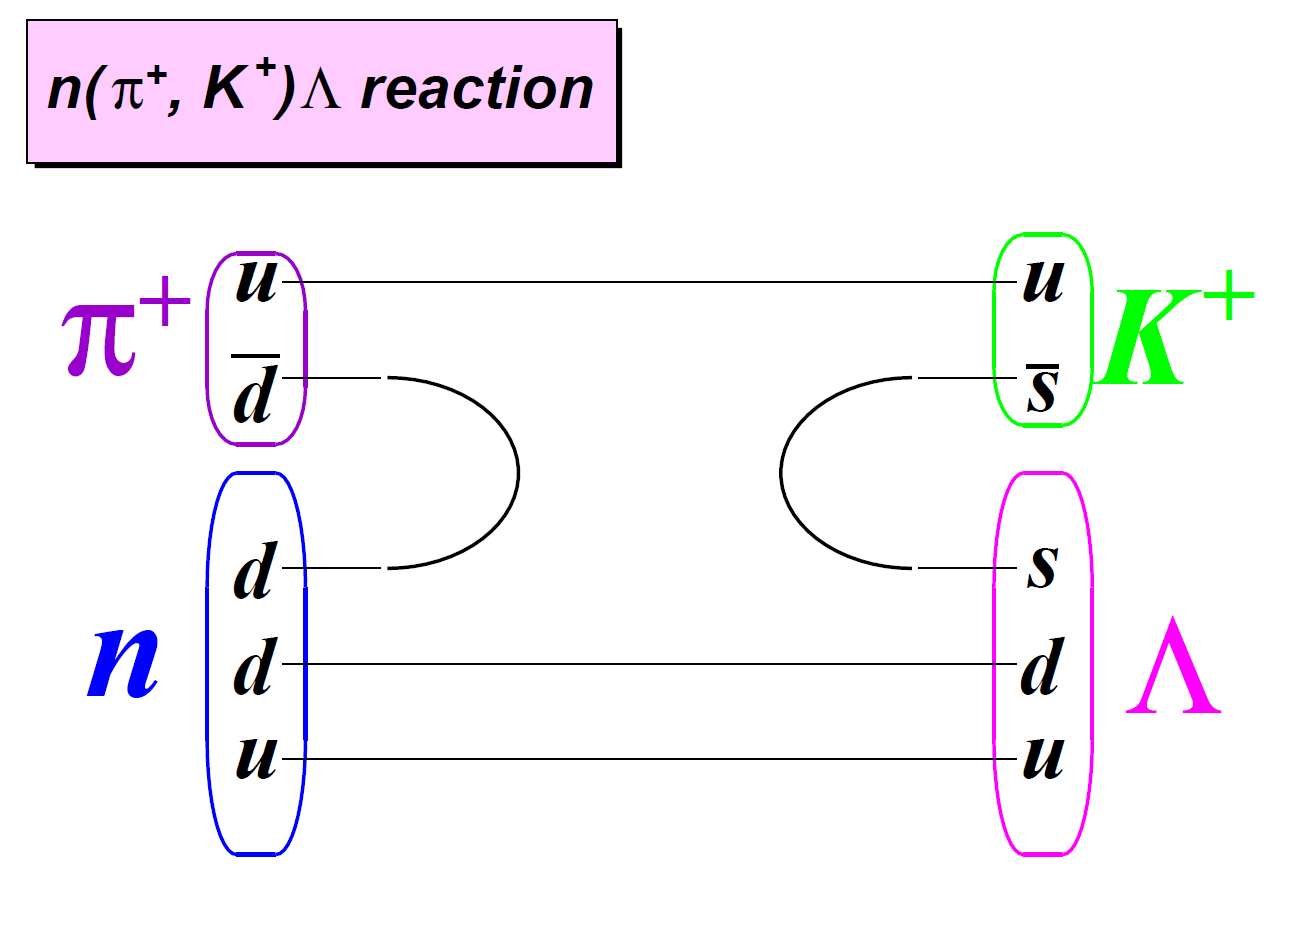 n(π⁺, K⁺)Λ reaction
π⁺
u
d̅
n
d
d
u
u
s̅
K⁺
s
d
u
Λ